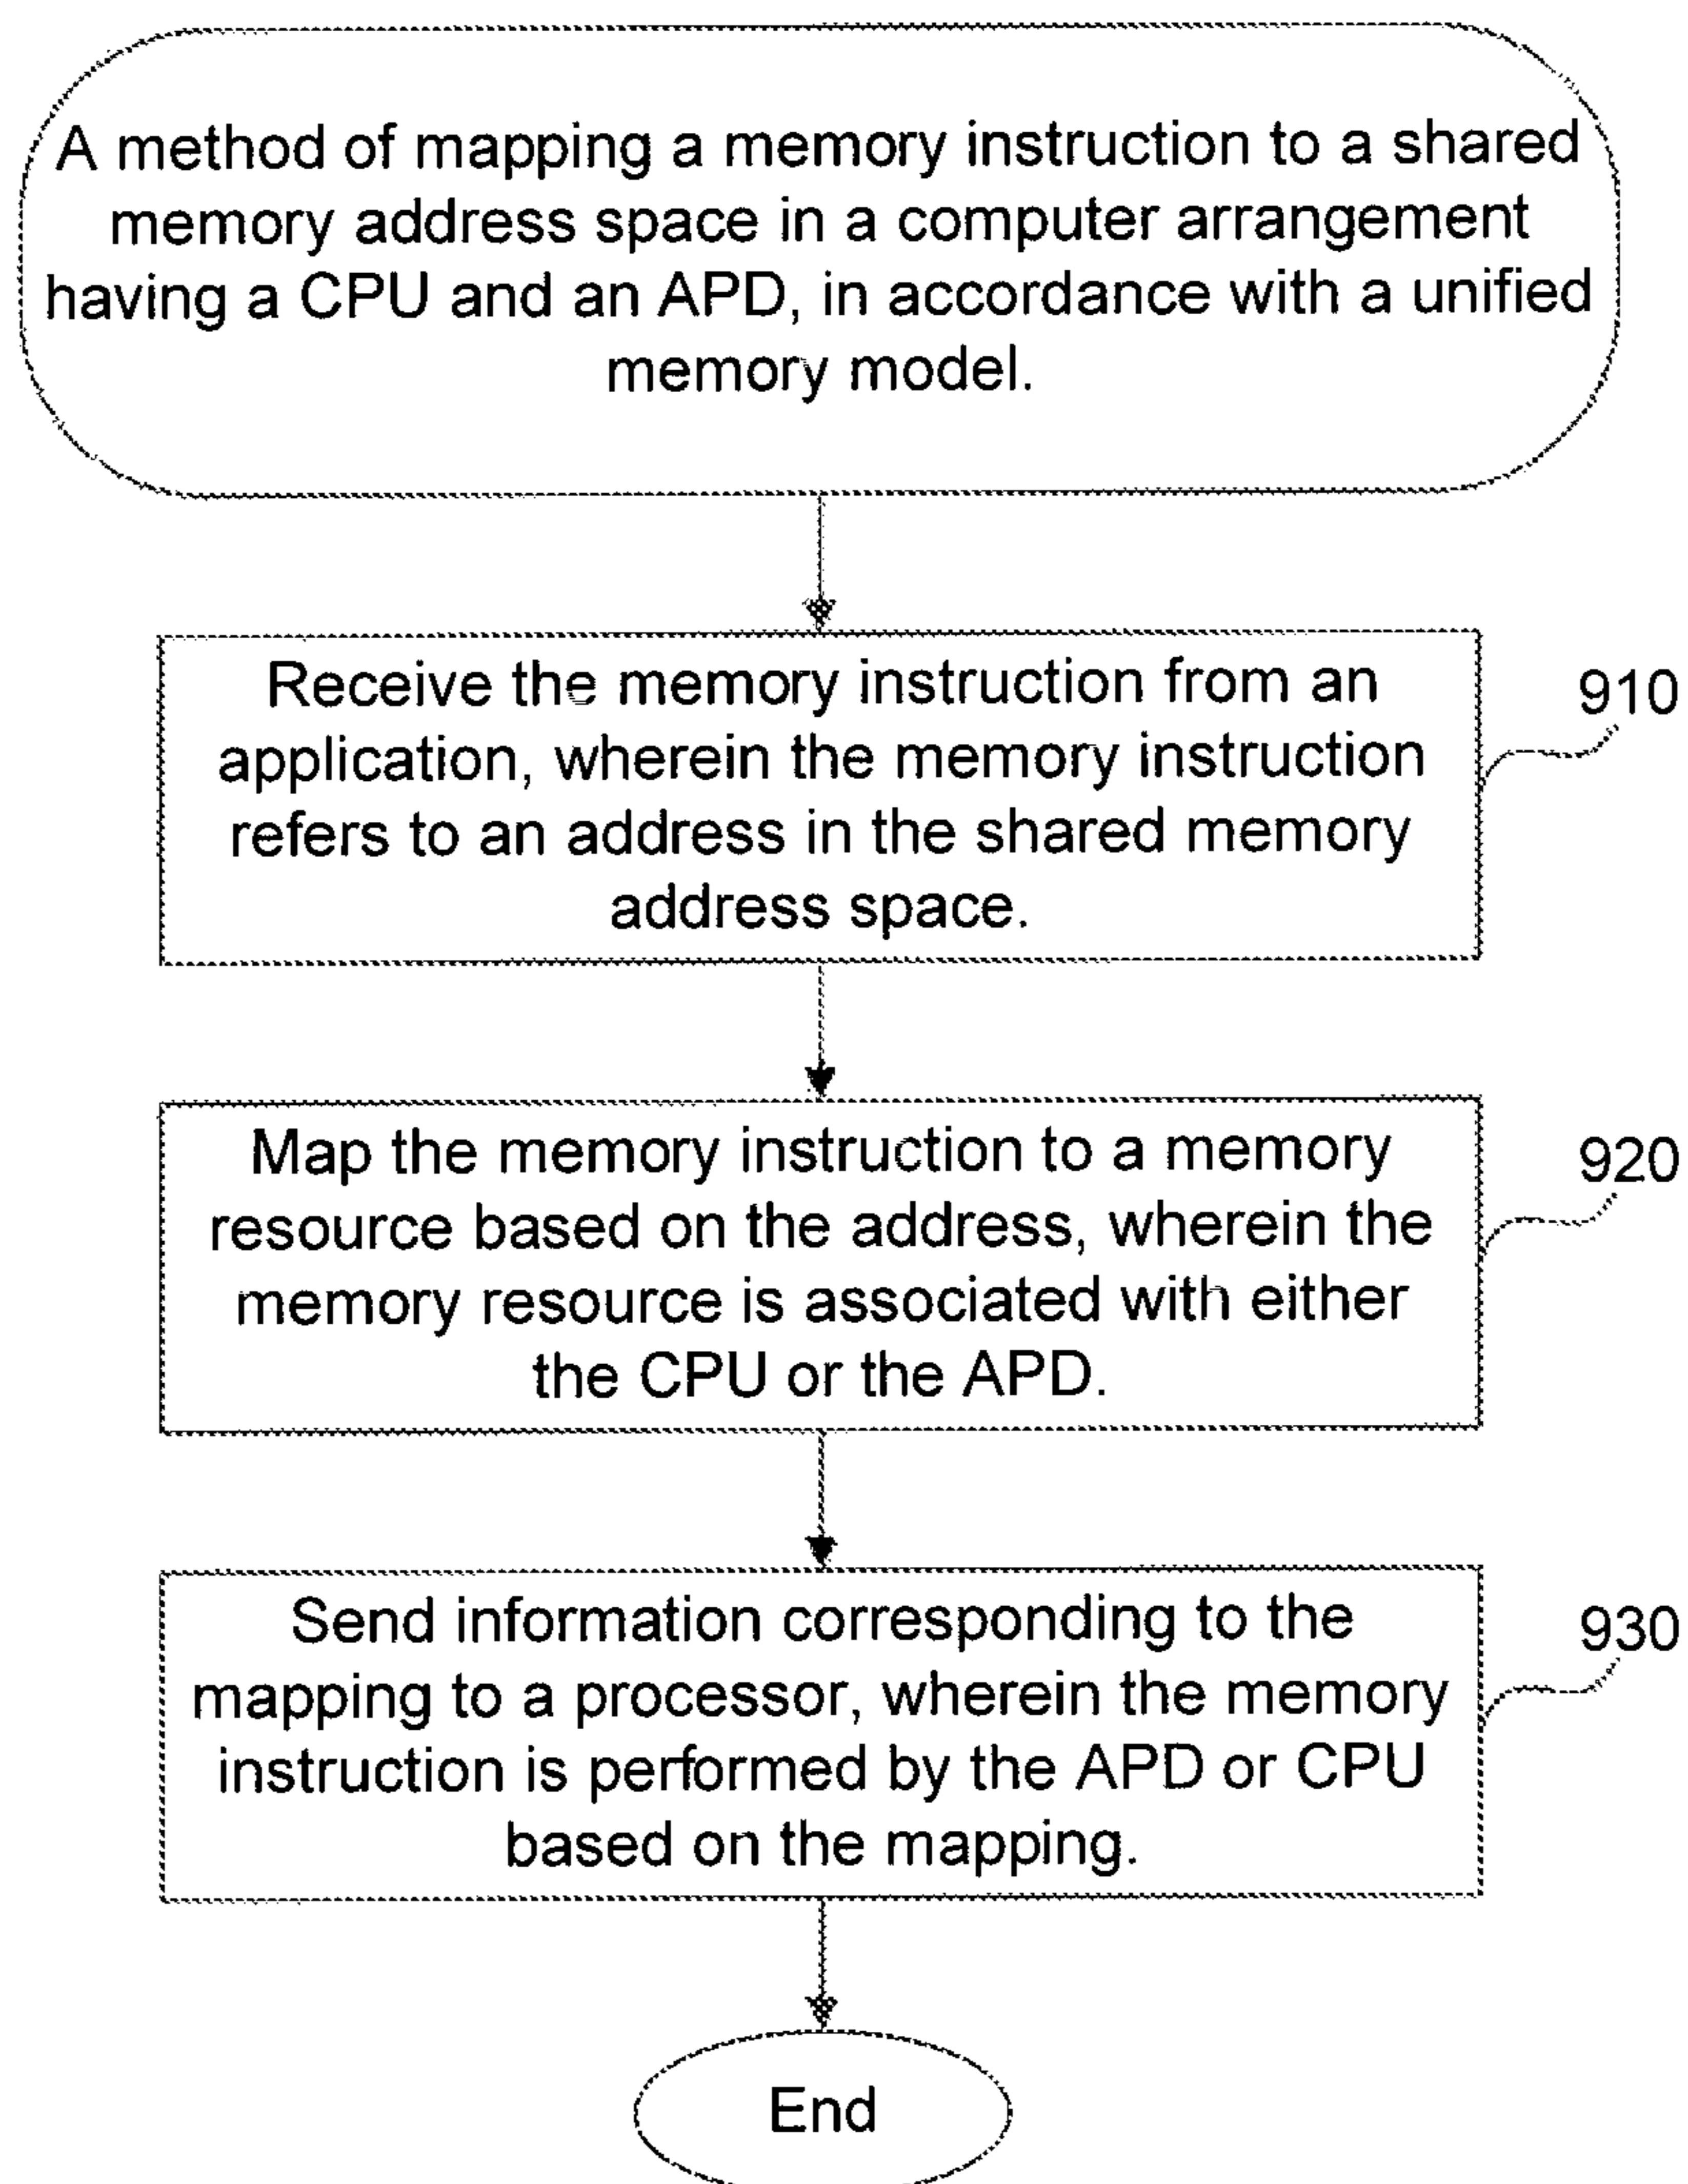 A method of mapping a memory instruction to a shared
memory address space in a computer arrangement
having a CPU and an APD, in accordance with a unified
memory model.
Receive the memory instruction from an
application, wherein the memory instruction
refers to an address in the shared memory
address space.
910
Map the memory instruction to a memory
resource based on the address, wherein the
memory resource is associated with either
the CPU or the APD.
920
Send information corresponding to the
mapping to a processor, wherein the memory
instruction is performed by the APD or CPU
based on the mapping.
930
End